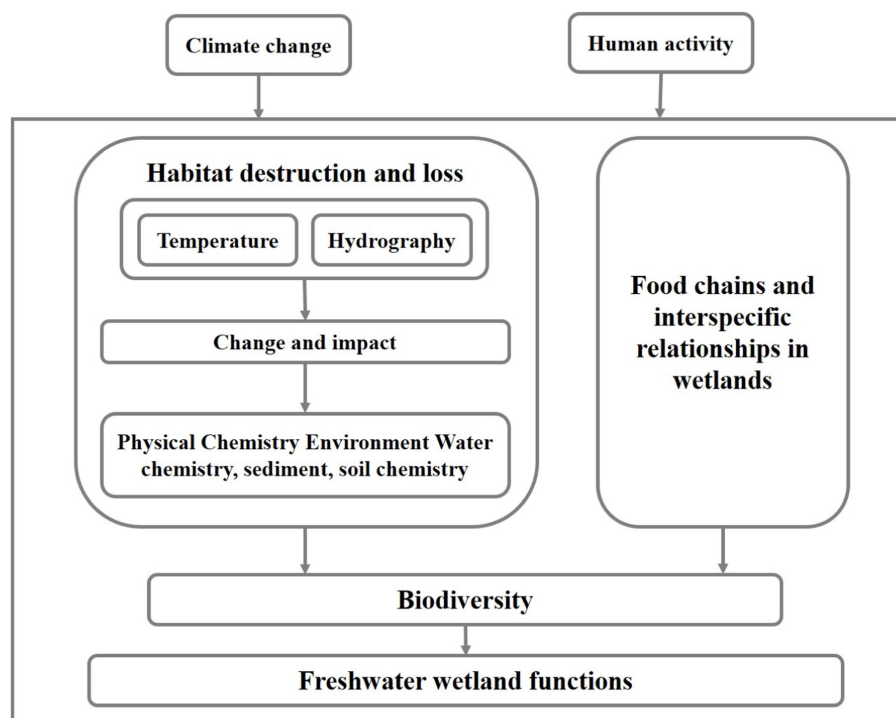 Climate change
Human activity
Habitat destruction and loss
Temperature
Hydrography
Change and impact
Physical Chemistry Environment Water
chemistry, sediment, soil chemistry
Food chains and
interspecific
relationships in
wetlands
Biodiversity
Freshwater wetland functions